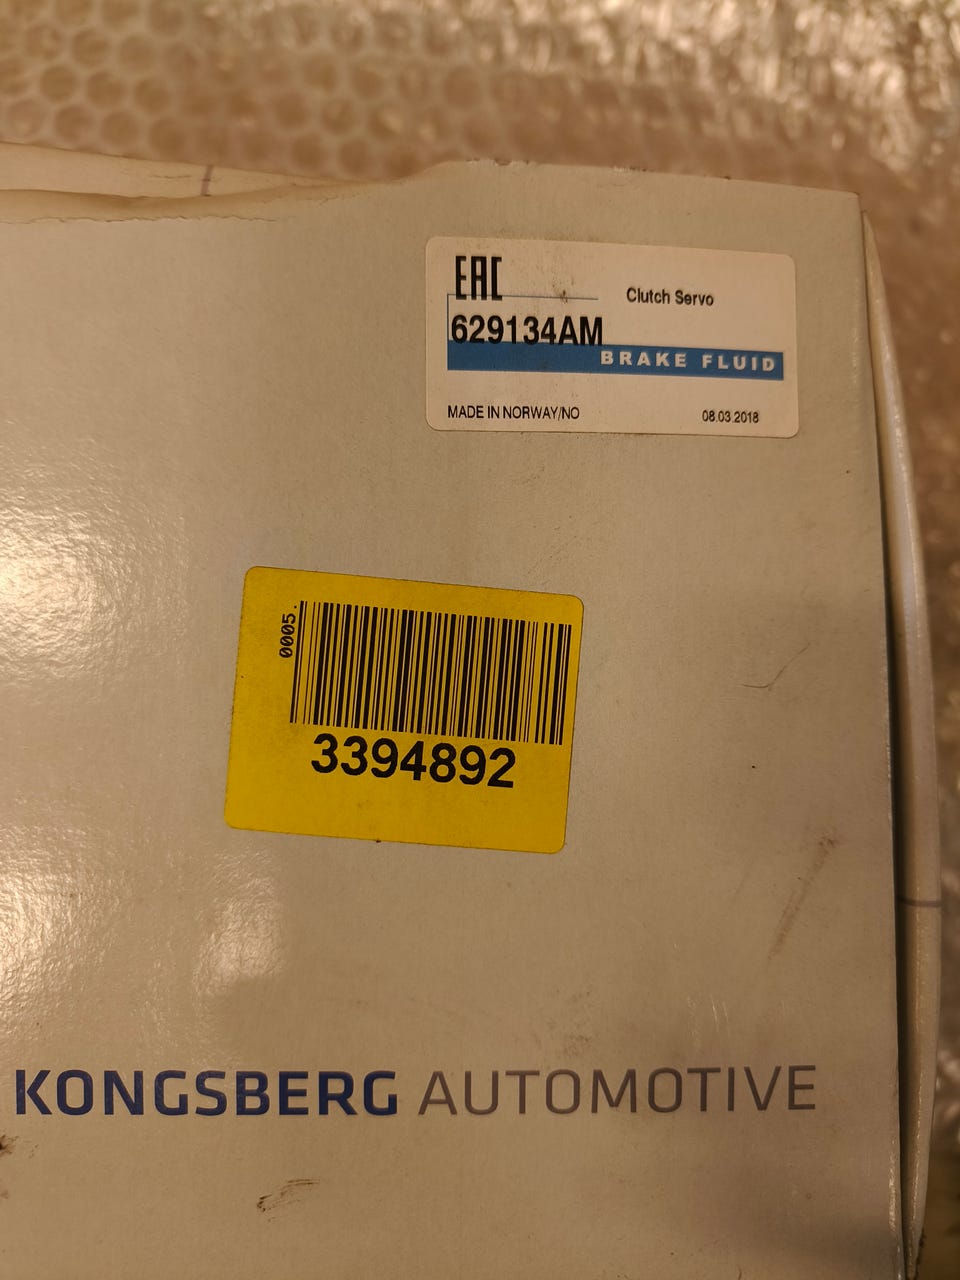 EAC
Clutch Servo
629134AM
BRAKE FLUID
MADE IN NORWAY/NO
08.03.2018
0005.
3394892
KONGSBERG AUTOMOTIVE